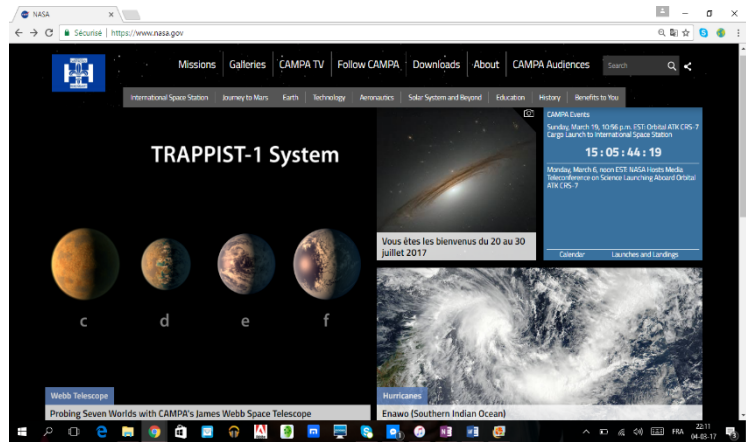 NASA
Sécurisé | https://www.nasa.gov
Missions Galleries CAMPA TV Follow CAMPA Downloads About CAMPA Audiences Search
International Space Station Journey to Mars Earth Technology Aeronautics Solar System and Beyond Education History Benefits to You
TRAPPIST-1 System
c d e f
Webb Telescope
Probing Seven Worlds with CAMPA's James Webb Space Telescope
Vous êtes les bienvenus du 20 au 30
juillet 2017
CAMPA Events
Sunday, March 19, 10:56 p.m. EST: Orbital ATK CRS-7
Cargo Launch to International Space Station
15 : 05 : 44 : 19
Monday, March 6, noon EST: NASA Hosts Media
Teleconference on Science Launching Aboard Orbital
ATK CRS-7
Calendar Launches and Landings
Hurricanes
Enawo (Southern Indian Ocean)
FRA
22:11
04-03-17